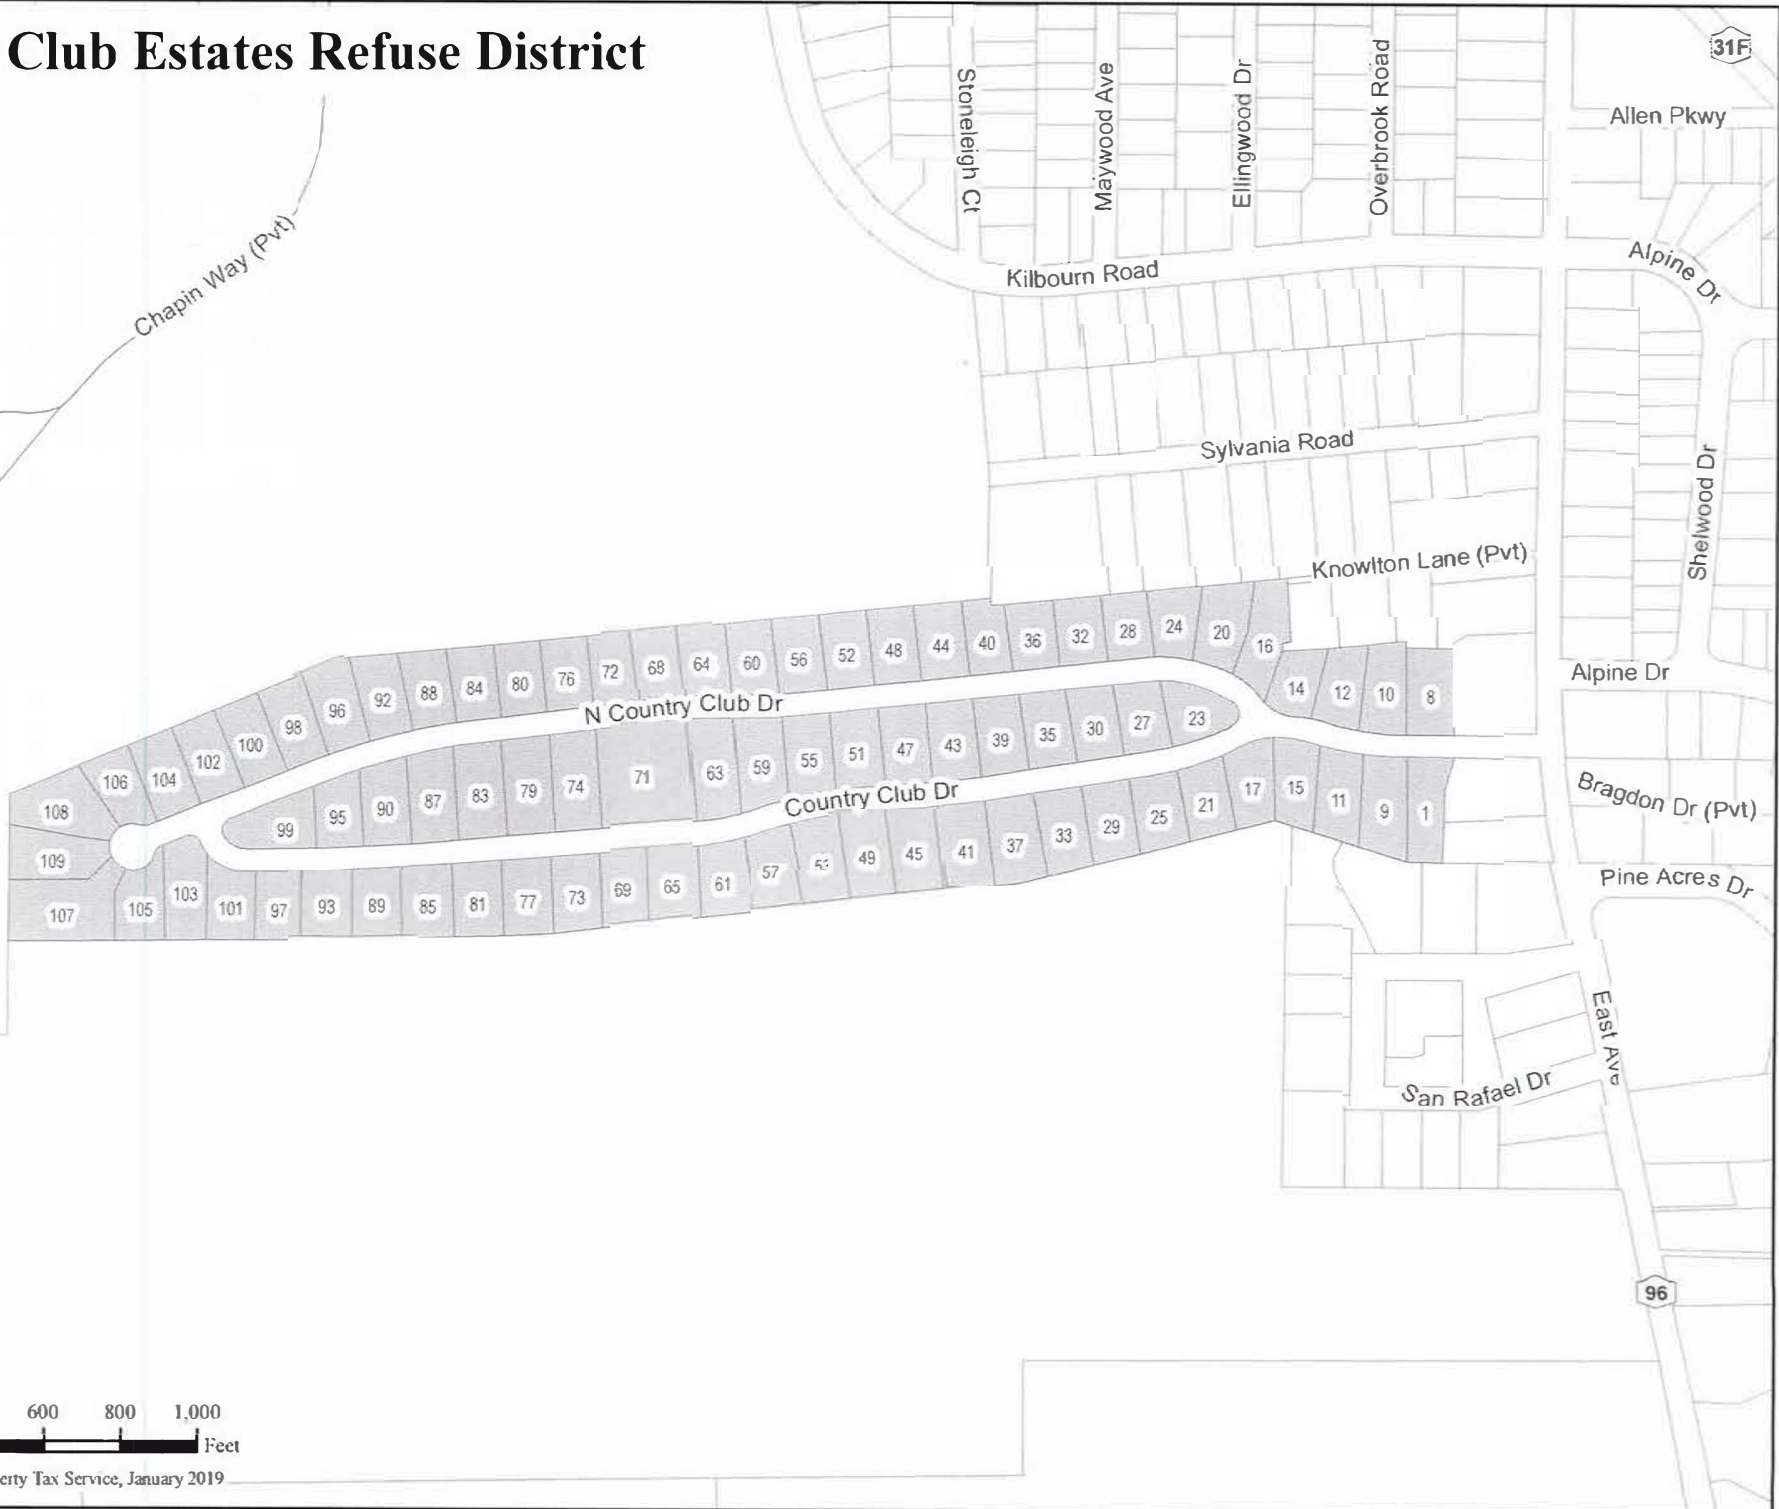 Club Estates Refuse District
31F
Stoneleigh Ct
Maywood Ave
Ellingwood Dr
Overbrook Road
Allen Pkwy
Chapin Way (Pvt)
Kilbourn Road
Alpine Dr
Sylvania Road
Shelwood Dr
Knowlton Lane (Pvt)
108 106 104 102 100 98 96 92 88 84 80 76 72 68 64 60 56 52 48 44 40 36 32 28 24 20 16 14 12 10 8
Alpine Dr
N Country Club Dr
99 95 90 87 83 79 74 71 63 59 55 51 47 43 39 35 30 27 23
Country Club Dr
Bragdon Dr (Pvt)
109 107 105 103 101 97 93 89 85 81 77 73 69 65 61 57 49 45 41 37 33 29 25 21 17 15 11 9 1
Pine Acres Dr
East Ave
San Rafael Dr
96
600 800 1,000
Feet
erty Tax Service, January 2019